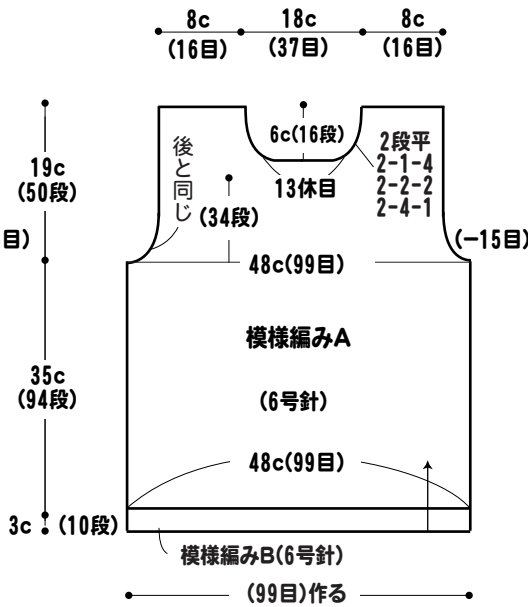 8c 18c 8c
(16目) (37目) (16目)
6c(16段)
2段平
2-1-4
2-2-2
2-4-1
後と同じ
19c
(50段)
13休目
(34段)
目)
(−15目)
48c(99目)
模様編みA
35c
(94段)
(6号針)
48c(99目)
3c (10段)
模様編みB(6号針)
(99目)作る